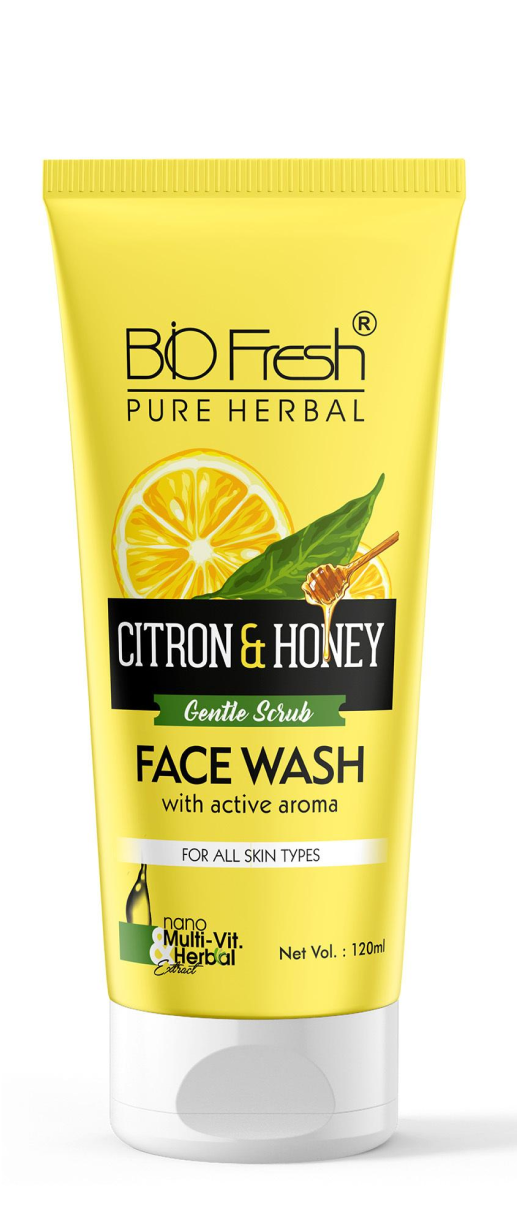 BiO Fresh®
PURE HERBAL
CITRON & HONEY
Gentle Scrub
FACE WASH
with active aroma
FOR ALL SKIN TYPES
nano
Multi-Vit.
& Herbal
Extract
Net Vol. : 120ml